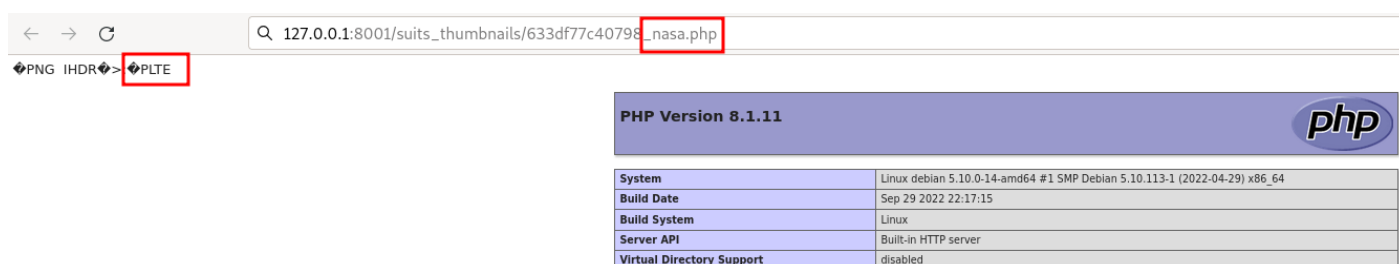 127.0.0.1:8001/suits_thumbnails/633df77c40798_nasa.php
�PNG IHDR�> �PLTE
PHP Version 8.1.11
php
System Linux debian 5.10.0-14-amd64 #1 SMP Debian 5.10.113-1 (2022-04-29) x86_64
Build Date Sep 29 2022 22:17:15
Build System Linux
Server API Built-in HTTP server
Virtual Directory Support disabled